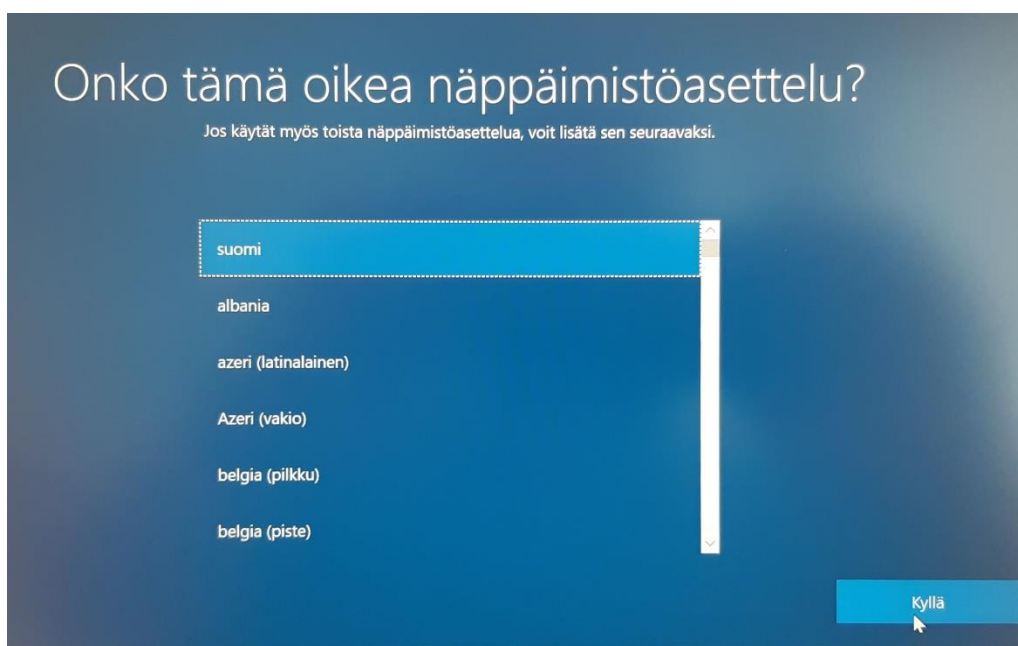 Onko tämä oikea näppäimistöasettelu?
Jos käytät myös toista näppäimistöasettelua, voit lisätä sen seuraavaksi.
suomi
albania
azeri (latinalainen)
Azeri (vakio)
belgia (pilkku)
belgia (piste)
Kyllä